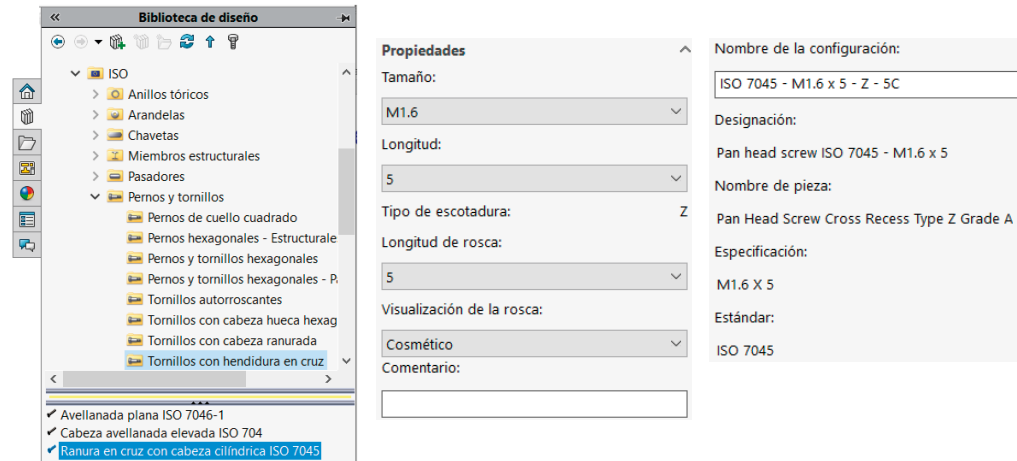 Biblioteca de diseño
ISO
Anillos tóricos
Arandelas
Chavetas
Miembros estructurales
Pasadores
Pernos y tornillos
Pernos de cuello cuadrado
Pernos hexagonales - Estructurale
Pernos y tornillos hexagonales
Pernos y tornillos hexagonales - P
Tornillos autorroscantes
Tornillos con cabeza hueca hexag
Tornillos con cabeza ranurada
Tornillos con hendidura en cruz
Avellanada plana ISO 7046-1
Cabeza avellanada elevada ISO 704
Ranura en cruz con cabeza cilíndrica ISO 7045
Propiedades
Tamaño:
M1.6
Longitud:
5
Tipo de escotadura: Z
Longitud de rosca:
5
Visualización de la rosca:
Cosmético
Comentario:
Nombre de la configuración:
ISO 7045 - M1.6 x 5 - Z - 5C
Designación:
Pan head screw ISO 7045 - M1.6 x 5
Nombre de pieza:
Pan Head Screw Cross Recess Type Z Grade A
Especificación:
M1.6 X 5
Estándar:
ISO 7045